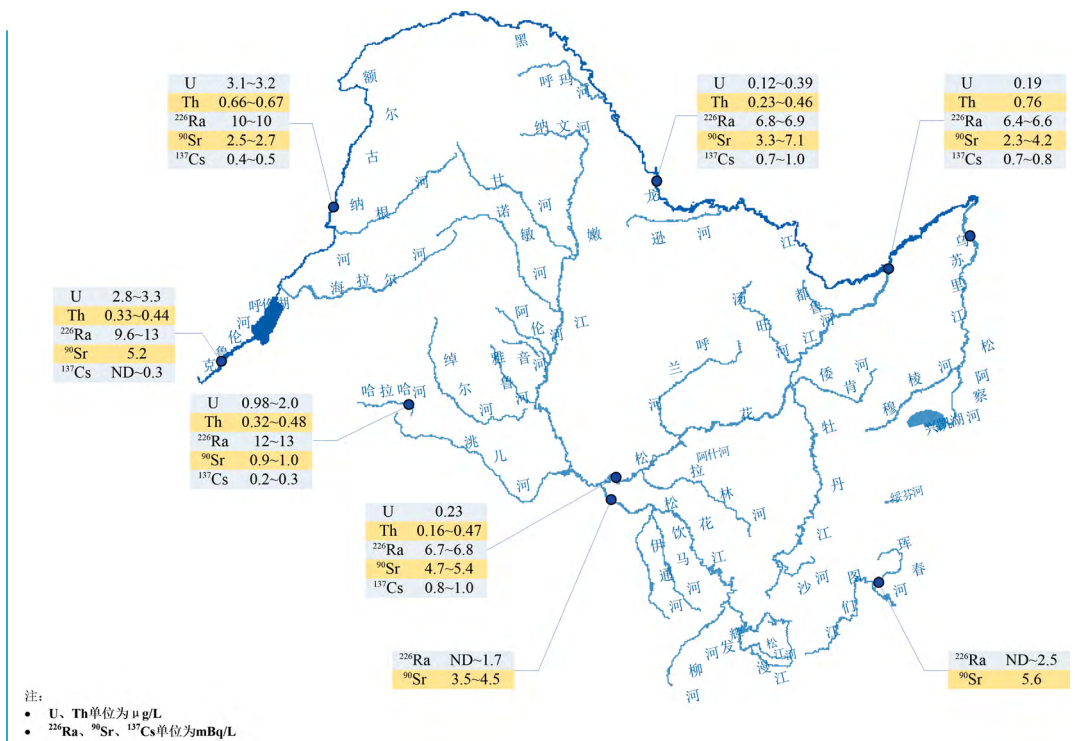 U 3.1~3.2
Th 0.66~0.67
²²⁶Ra 10~10
⁹⁰Sr 2.5~2.7
¹³⁷Cs 0.4~0.5
U 0.12~0.39
Th 0.23~0.46
²²⁶Ra 6.8~6.9
⁹⁰Sr 3.3~7.1
¹³⁷Cs 0.7~1.0
U 0.19
Th 0.76
²²⁶Ra 6.4~6.6
⁹⁰Sr 2.3~4.2
¹³⁷Cs 0.7~0.8
U 2.8~3.3
Th 0.33~0.44
²²⁶Ra 9.6~13
⁹⁰Sr 5.2
¹³⁷Cs ND~0.3
U 0.98~2.0
Th 0.32~0.48
²²⁶Ra 12~13
⁹⁰Sr 0.9~1.0
¹³⁷Cs 0.2~0.3
U 0.23
Th 0.16~0.47
²²⁶Ra 6.7~6.8
⁹⁰Sr 4.7~5.4
¹³⁷Cs 0.8~1.0
²²⁶Ra ND~1.7
⁹⁰Sr 3.5~4.5
²²⁶Ra ND~2.5
⁹⁰Sr 5.6
黑龙江
呼玛河
额尔古纳河
纳文河
根河
甘河
诺敏河
嫩江
逊河
乌苏里江
海拉尔河
呼伦湖
克鲁伦河
阿伦河
雅鲁河
音河
绰尔河
哈拉哈河
洮儿河
汤旺河
都鲁河
呼兰河
松花江
倭肯河
穆棱河
松阿察河
兴凯湖
牡丹江
阿什河
拉林河
绥芬河
松花江
饮马河
伊通河
沙河
图们江
珲春河
辉发河
柳河
松江河
漫江
注：
• U、Th单位为μg/L
• ²²⁶Ra、⁹⁰Sr、¹³⁷Cs单位为mBq/L